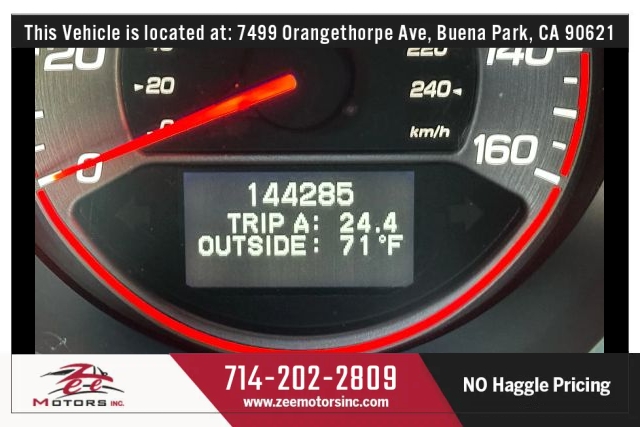 This Vehicle is located at: 7499 Orangethorpe Ave, Buena Park, CA 90621
20
220
140
20
240
0
km/h
160
0
144285
TRIP A: 24.4
OUTSIDE: 71°F
Zee
MOTORS INC.
714-202-2809
www.zeemotorsinc.com
NO Haggle Pricing